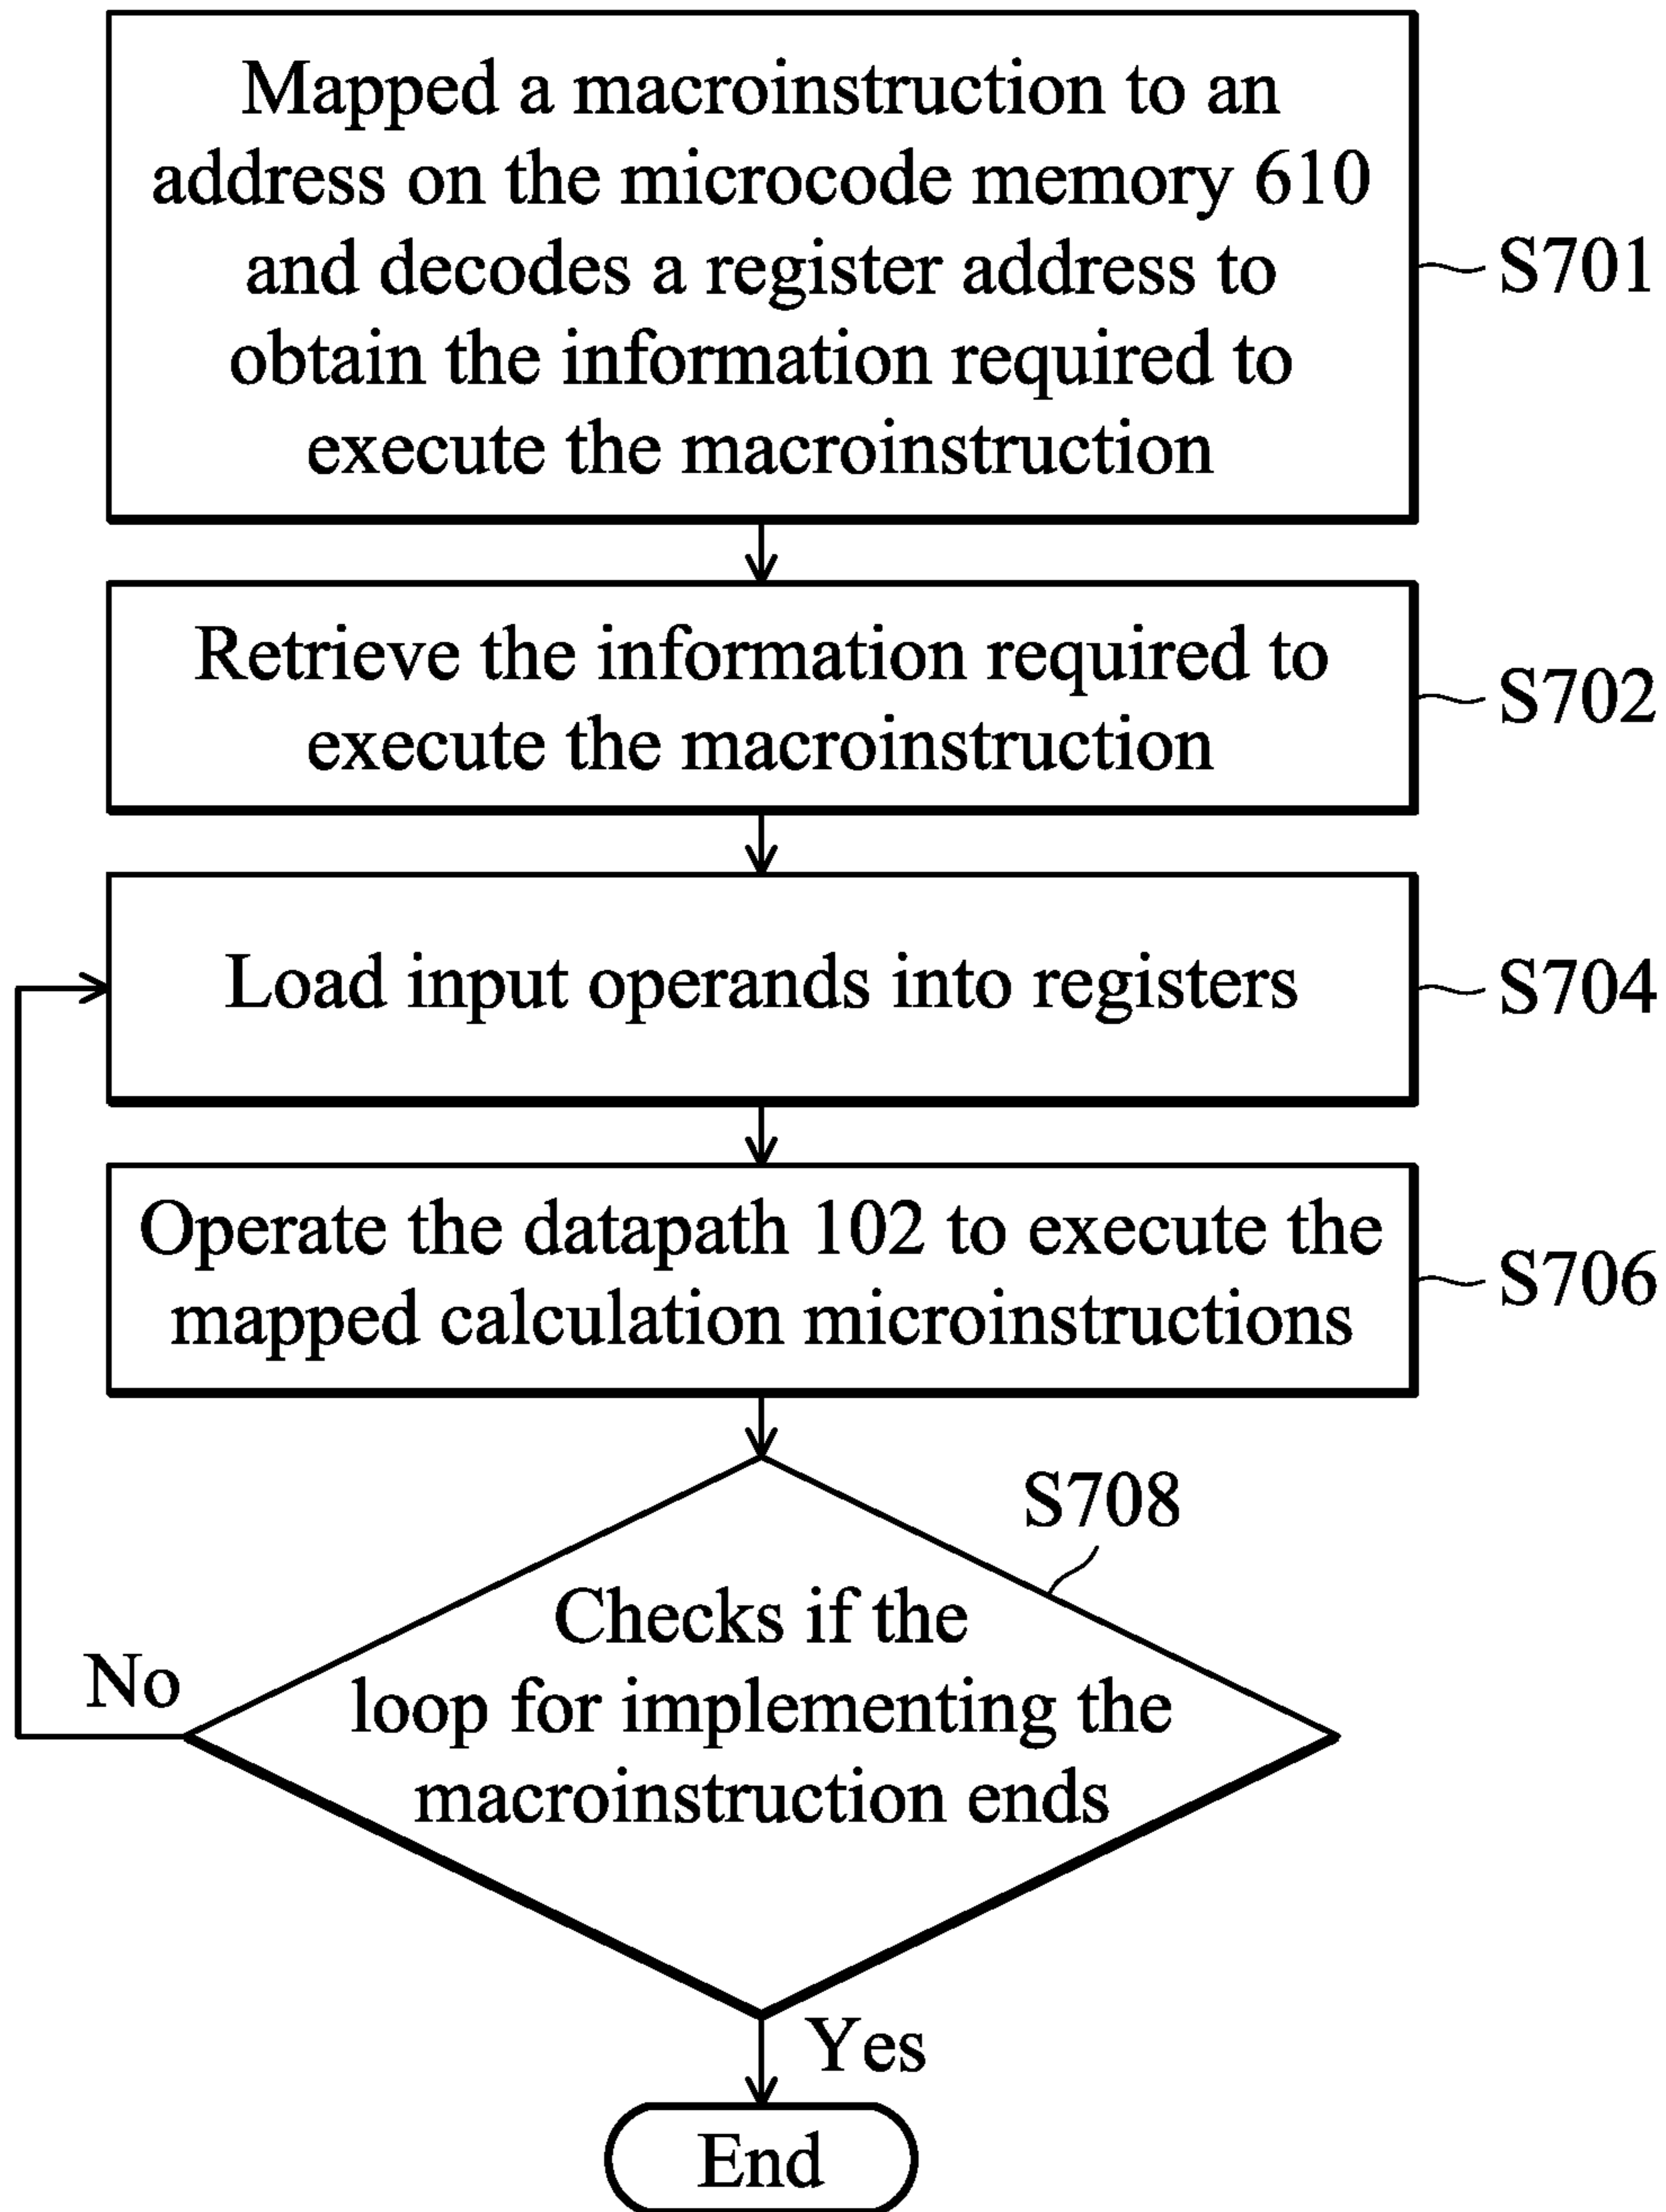 Mapped a macroinstruction to an
address on the microcode memory 610
and decodes a register address to
obtain the information required to
execute the macroinstruction
S701
Retrieve the information required to
execute the macroinstruction
S702
Load input operands into registers
S704
Operate the datapath 102 to execute the
mapped calculation microinstructions
S706
S708
Checks if the
loop for implementing the
macroinstruction ends
No
Yes
End